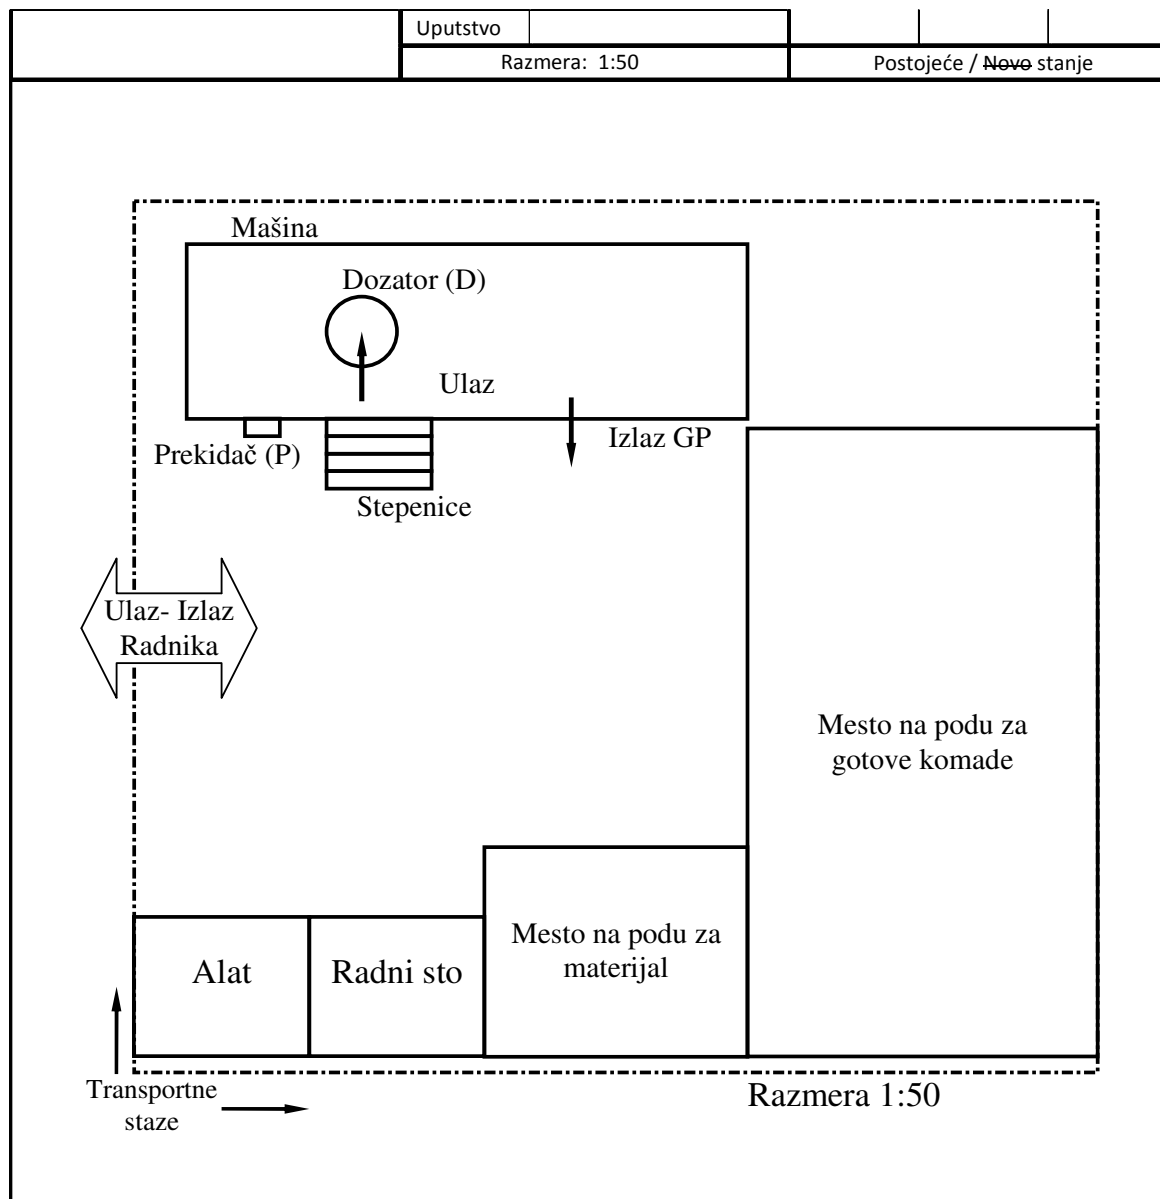 Uputstvo
Razmera: 1:50
Postojeće / Novo stanje
Mašina
Dozator (D)
Ulaz
Prekidač (P)
Izlaz GP
Stepenice
Ulaz- Izlaz
Radnika
Mesto na podu za
gotove komade
Alat
Radni sto
Mesto na podu za
materijal
Transportne
staze
Razmera 1:50